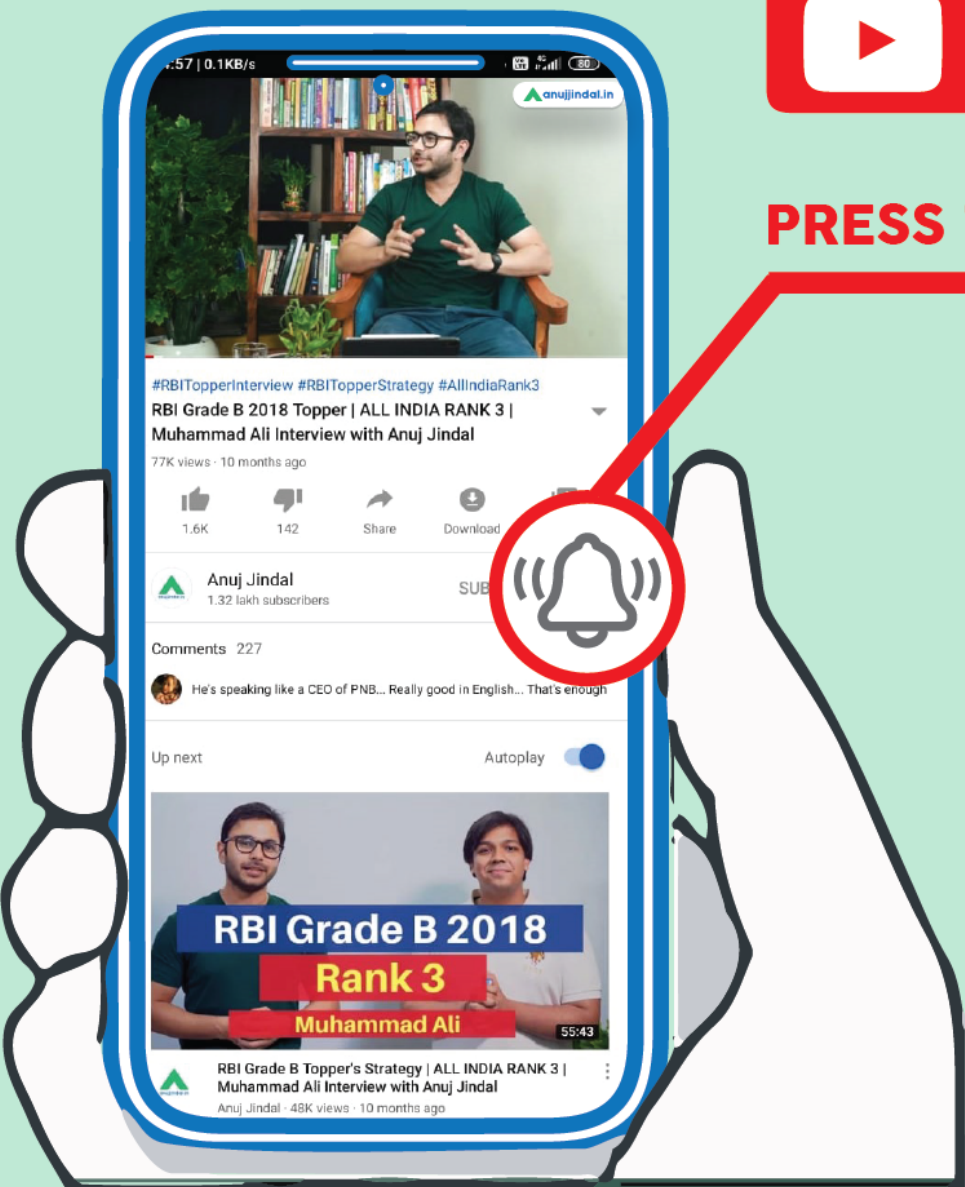 :57 | 0.1KB/s
80
anujjindal.in
PRESS
#RBITopperInterview #RBITopperStrategy #AllIndiaRank3
RBI Grade B 2018 Topper | ALL INDIA RANK 3 |
Muhammad Ali Interview with Anuj Jindal
77K views · 10 months ago
1.6K 142 Share Download
Anuj Jindal
1.32 lakh subscribers
SUB
Comments 227
He's speaking like a CEO of PNB... Really good in English... That's enough
Up next Autoplay
RBI Grade B 2018
Rank 3
Muhammad Ali
55:43
RBI Grade B Topper's Strategy | ALL INDIA RANK 3 |
Muhammad Ali Interview with Anuj Jindal
Anuj Jindal · 48K views · 10 months ago